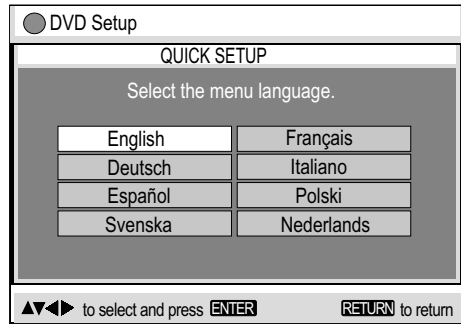 DVD Setup
QUICK SETUP
Select the menu language.
English Français
Deutsch Italiano
Español Polski
Svenska Nederlands
▲▼◀▶ to select and press ENTER RETURN to return